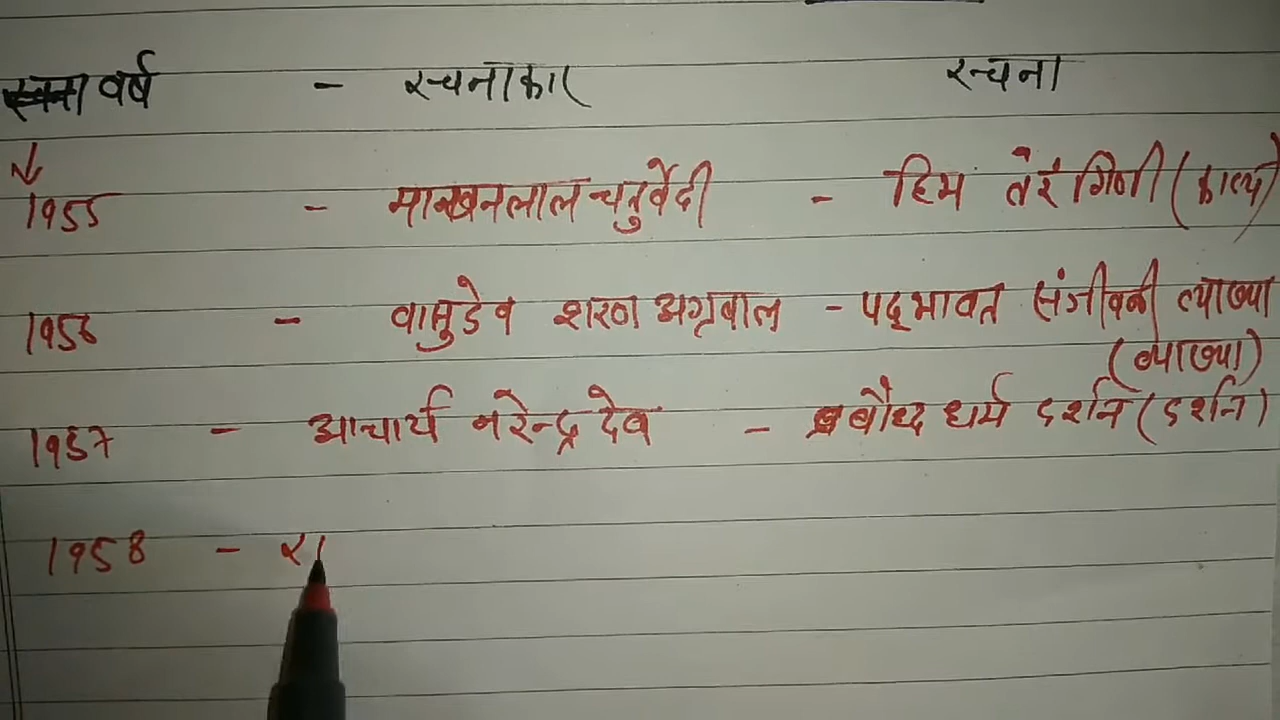 वर्ष - रचनाकार रचना
1955 - माखनलाल चतुर्वेदी - हिम तरंगिणी (काव्य)
1956 - वासुदेव शरण अग्रवाल - पद्मावत संजीवनी व्याख्या
(व्याख्या)
1957 - आचार्य नरेन्द्र देव - बौध्द धर्म दर्शन (दर्शन)
1958 - रा